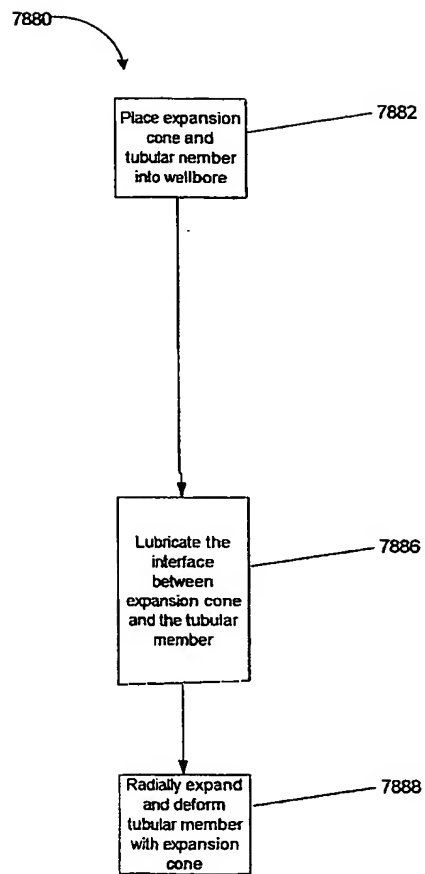 7880
Place expansion
cone and
tubular nember
into wellbore
7882
Lubricate the
interface
between
expansion cone
and the tubular
member
7886
Radially expand
and deform
tubular member
with expansion
cone
7888